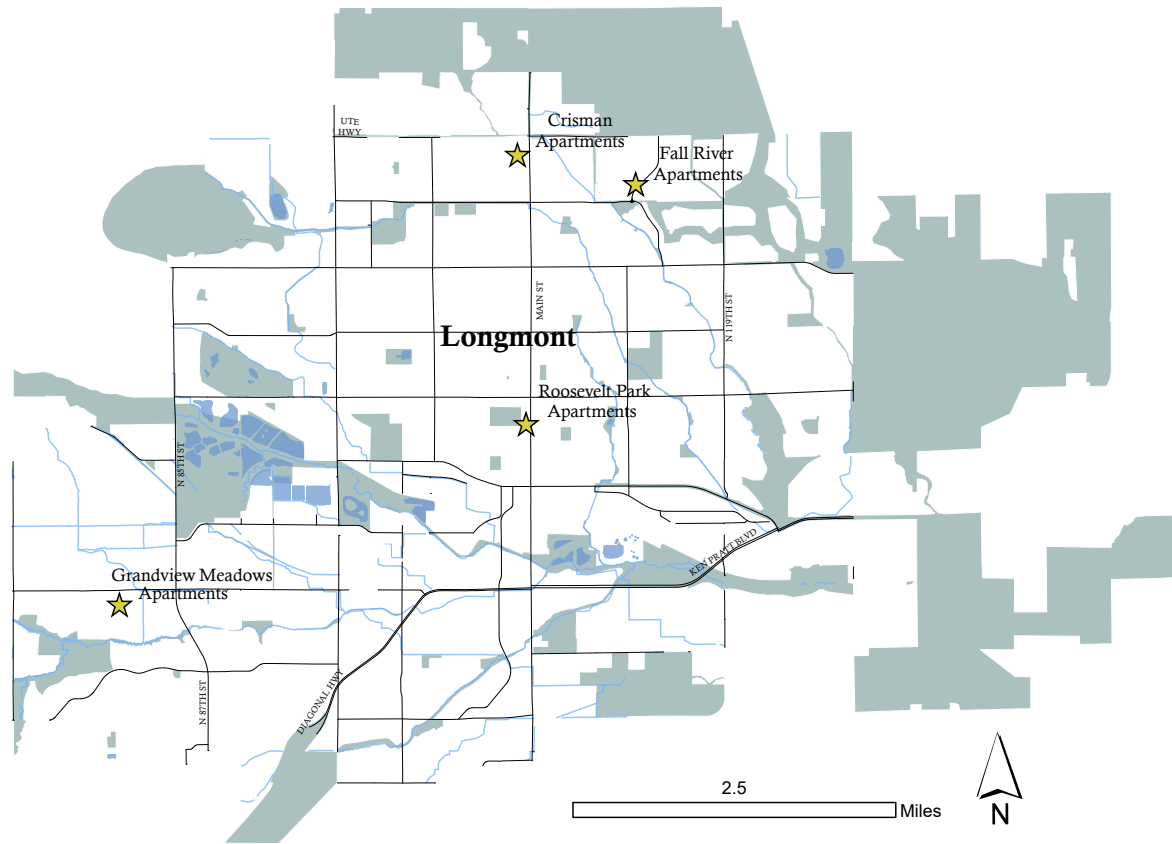 UTE
HWY
Crisman
Apartments
Fall River
Apartments
MAIN ST
N 119TH ST
Longmont
Roosevelt Park
Apartments
N 85TH ST
KEN PRATT BLVD
Grandview Meadows
Apartments
N 87TH ST
DIAGONAL HWY
2.5
Miles
N